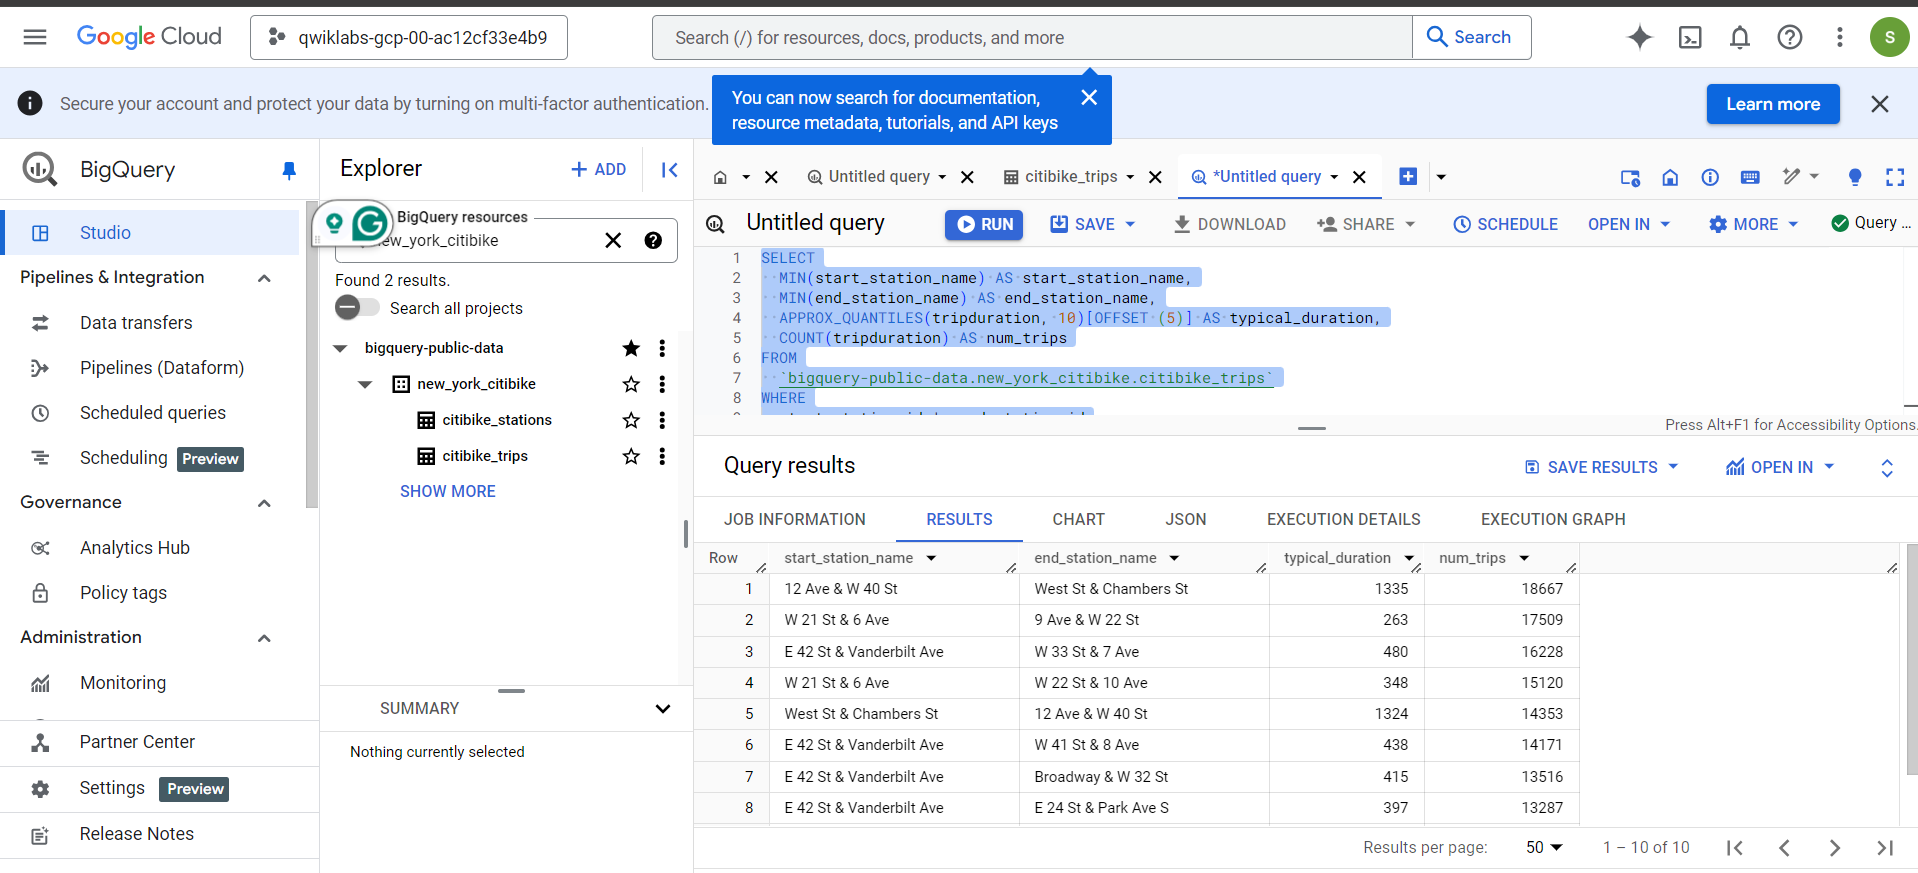 Google Cloud
qwiklabs-gcp-00-ac12cf33e4b9
Search (/) for resources, docs, products, and more
Search
S
Secure your account and protect your data by turning on multi-factor authentication.
You can now search for documentation,
resource metadata, tutorials, and API keys
Learn more
BigQuery
Studio
Pipelines & Integration
Data transfers
Pipelines (Dataform)
Scheduled queries
Scheduling Preview
Governance
Analytics Hub
Policy tags
Administration
Monitoring
Partner Center
Settings Preview
Release Notes
Explorer
+ ADD
BigQuery resources
ew_york_citibike
Found 2 results.
Search all projects
bigquery-public-data
new_york_citibike
citibike_stations
citibike_trips
SHOW MORE
SUMMARY
Nothing currently selected
Untitled query
citibike_trips
*Untitled query
Untitled query
RUN
SAVE
DOWNLOAD
SHARE
SCHEDULE
OPEN IN
MORE
Query ...
1 SELECT
2 MIN(start_station_name) AS start_station_name,
3 MIN(end_station_name) AS end_station_name,
4 APPROX_QUANTILES(tripduration, 10)[OFFSET (5)] AS typical_duration,
5 COUNT(tripduration) AS num_trips
6 FROM
7 `bigquery-public-data.new_york_citibike.citibike_trips`
8 WHERE
Press Alt+F1 for Accessibility Options.
Query results
SAVE RESULTS
OPEN IN
JOB INFORMATION RESULTS CHART JSON EXECUTION DETAILS EXECUTION GRAPH
Row start_station_name end_station_name typical_duration num_trips
1 12 Ave & W 40 St West St & Chambers St 1335 18667
2 W 21 St & 6 Ave 9 Ave & W 22 St 263 17509
3 E 42 St & Vanderbilt Ave W 33 St & 7 Ave 480 16228
4 W 21 St & 6 Ave W 22 St & 10 Ave 348 15120
5 West St & Chambers St 12 Ave & W 40 St 1324 14353
6 E 42 St & Vanderbilt Ave W 41 St & 8 Ave 438 14171
7 E 42 St & Vanderbilt Ave Broadway & W 32 St 415 13516
8 E 42 St & Vanderbilt Ave E 24 St & Park Ave S 397 13287
Results per page: 50 1 – 10 of 10